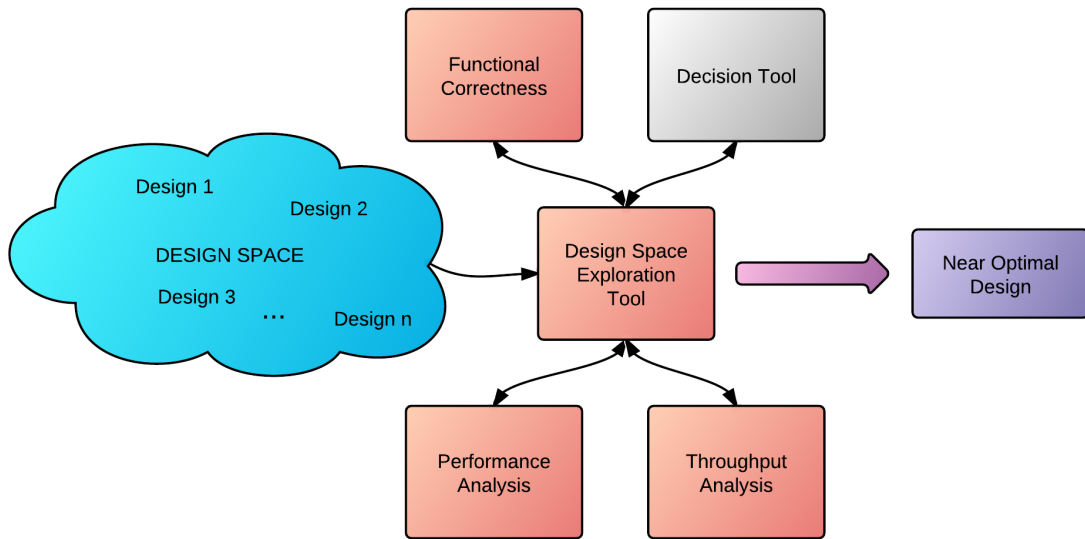 Functional
Correctness
Decision Tool
Design 1
Design 2
DESIGN SPACE
Design 3
...
Design n
Design Space
Exploration
Tool
Near Optimal
Design
Performance
Analysis
Throughput
Analysis